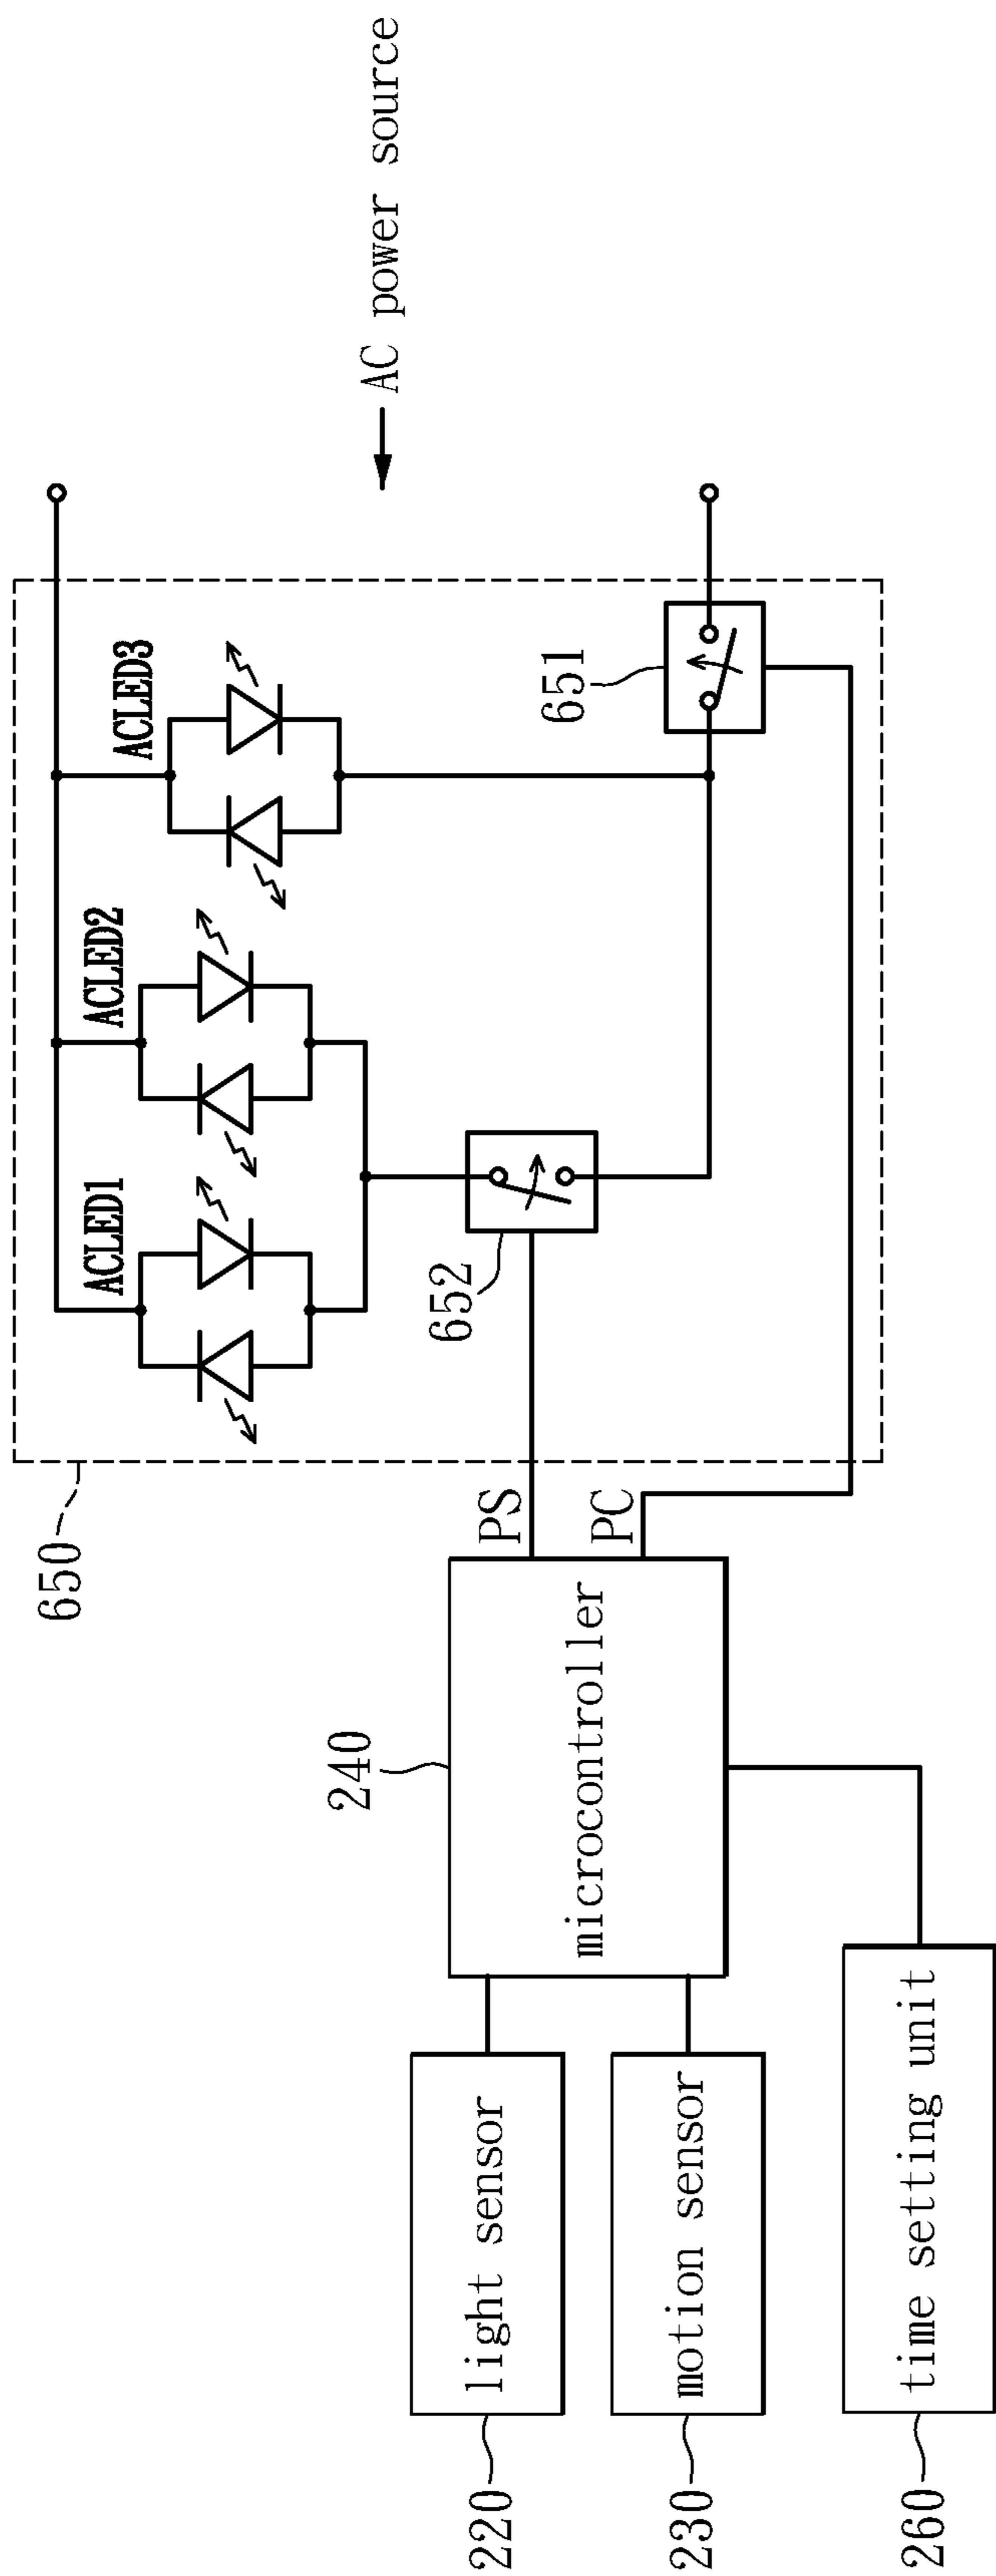 650
ACLED1
ACLED2
ACLED3
AC power source
652
651
PS
PC
240
microcontroller
220
light sensor
230
motion sensor
260
time setting unit